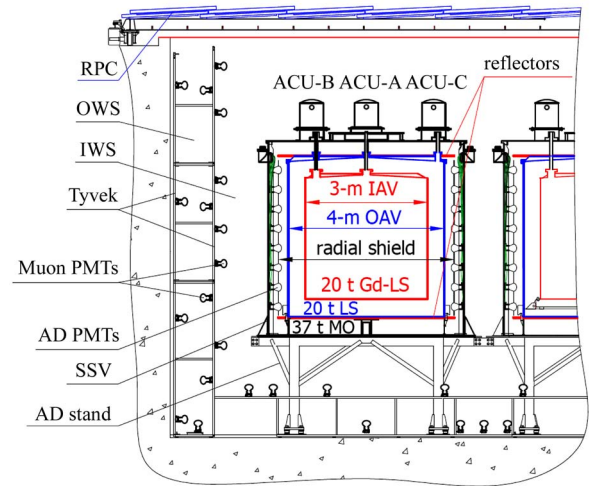 RPC
OWS
IWS
Tyvek
Muon PMTs
AD PMTs
SSV
AD stand
ACU-B ACU-A ACU-C
reflectors
3-m IAV
4-m OAV
radial shield
20 t Gd-LS
20 t LS
37 t MO